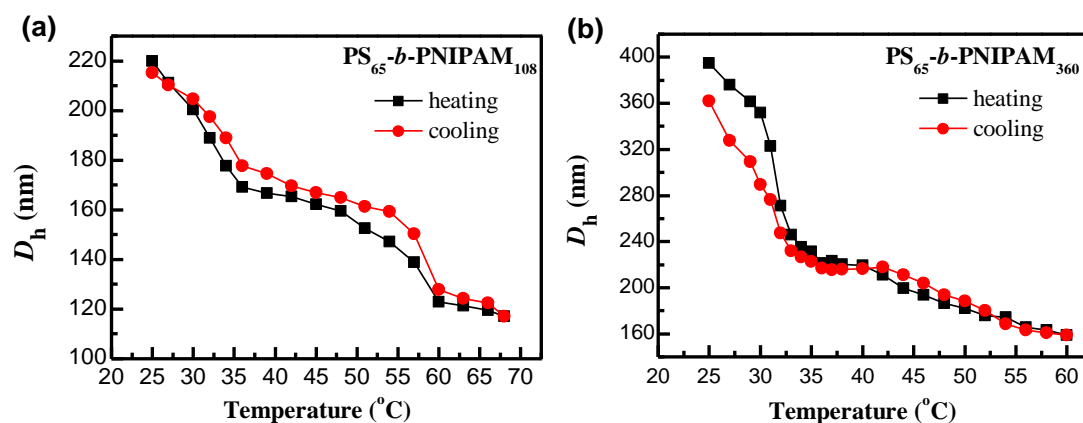 (a)
PS65-b-PNIPAM108
heating
cooling
220
200
180
160
140
120
100
20 25 30 35 40 45 50 55 60 65 70
Dh (nm)
Temperature (oC)
(b)
PS65-b-PNIPAM360
heating
cooling
400
360
320
280
240
200
160
20 25 30 35 40 45 50 55 60
Dh (nm)
Temperature (oC)